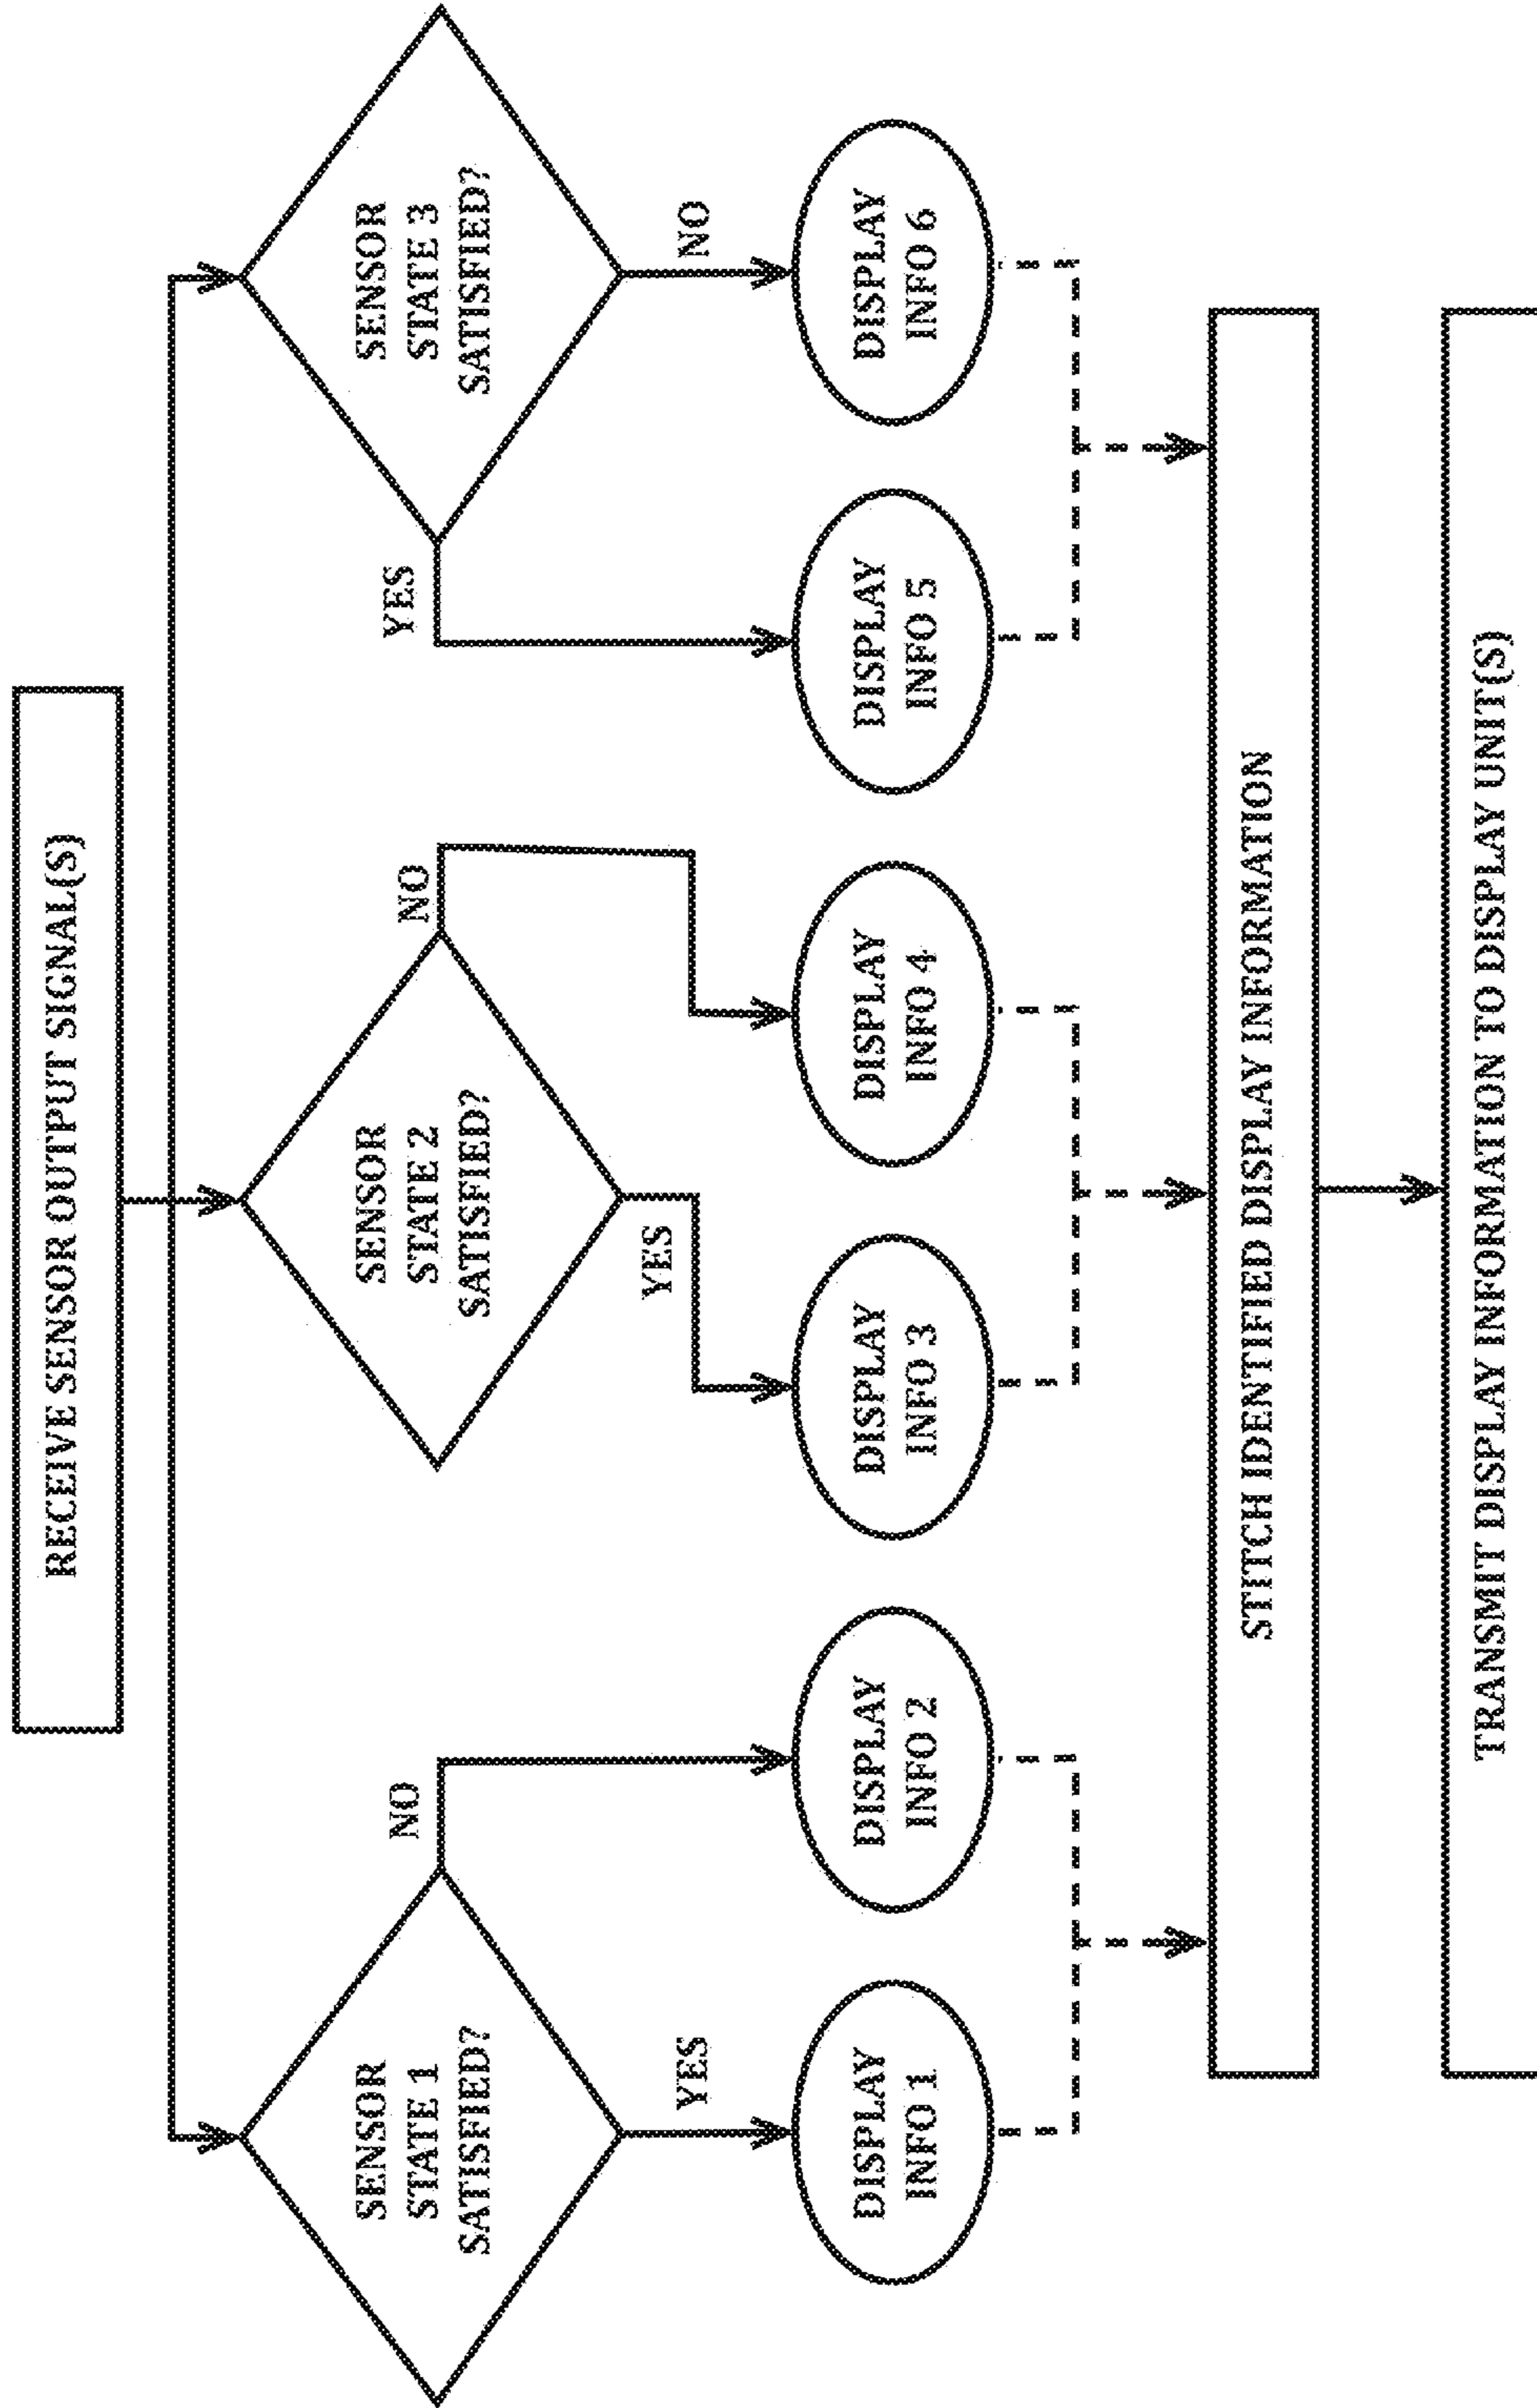 RECEIVE SENSOR OUTPUT SIGNAL(S)
SENSOR
STATE 1
SATISFIED?
SENSOR
STATE 2
SATISFIED?
SENSOR
STATE 3
SATISFIED?
YES
NO
YES
NO
YES
NO
DISPLAY
INFO 1
DISPLAY
INFO 2
DISPLAY
INFO 3
DISPLAY
INFO 4
DISPLAY
INFO 5
DISPLAY
INFO 6
STITCH IDENTIFIED DISPLAY INFORMATION
TRANSMIT DISPLAY INFORMATION TO DISPLAY UNIT(S)